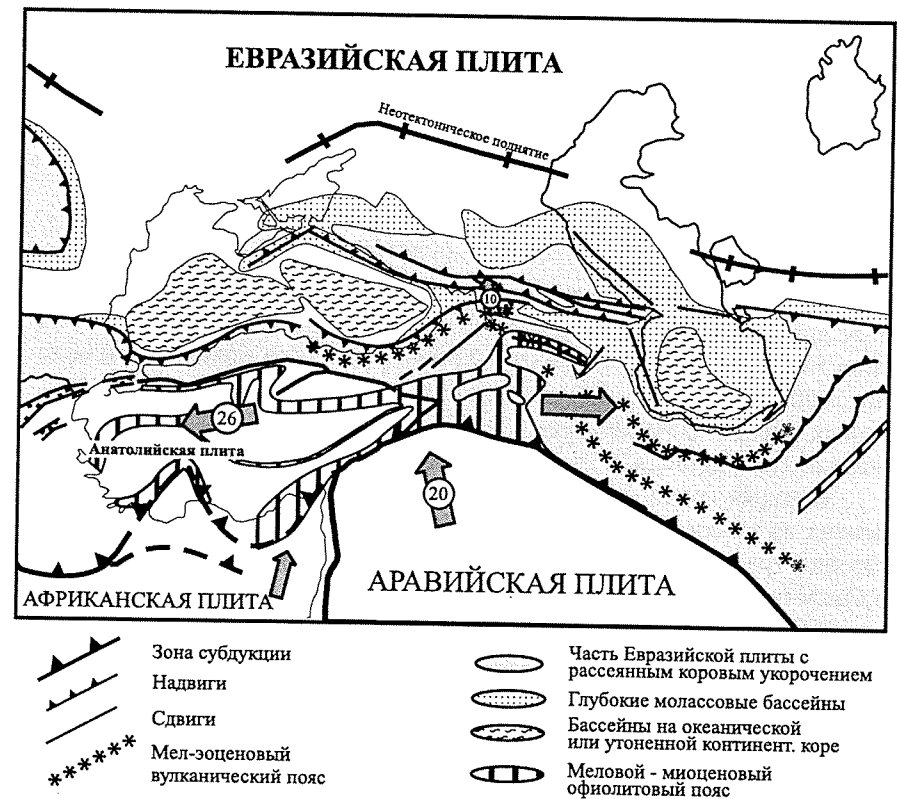 ЕВРАЗИЙСКАЯ ПЛИТА
Неотектоническое поднятие
10
26
Анатолийская плита
20
АРАВИЙСКАЯ ПЛИТА
АФРИКАНСКАЯ ПЛИТА
Зона субдукции
Надвиги
Сдвиги
Мел-эоценовый
вулканический пояс
Часть Евразийской плиты с
рассеянным коровым укорочением
Глубокие молассовые бассейны
Бассейны на океанической
или утоненной континент. коре
Меловой - миоценовый
офиолитовый пояс